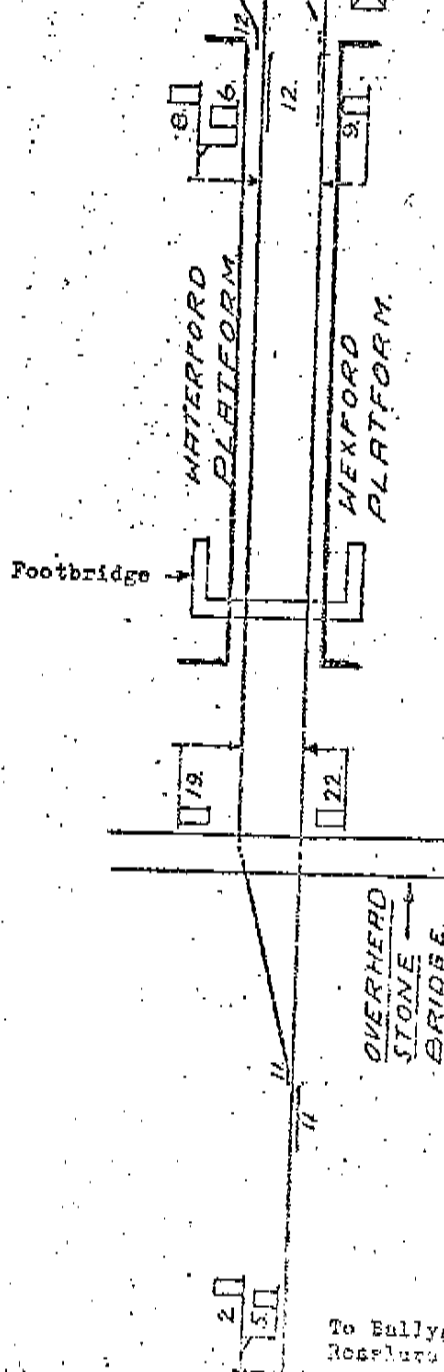 12
12.
8.
6.
9.
WATERFORD
PLATFORM
WEXFORD
PLATFORM.
Footbridge
19.
22.
OVERHEAD
STONE
BRIDGE
11.
11
2
5.
To